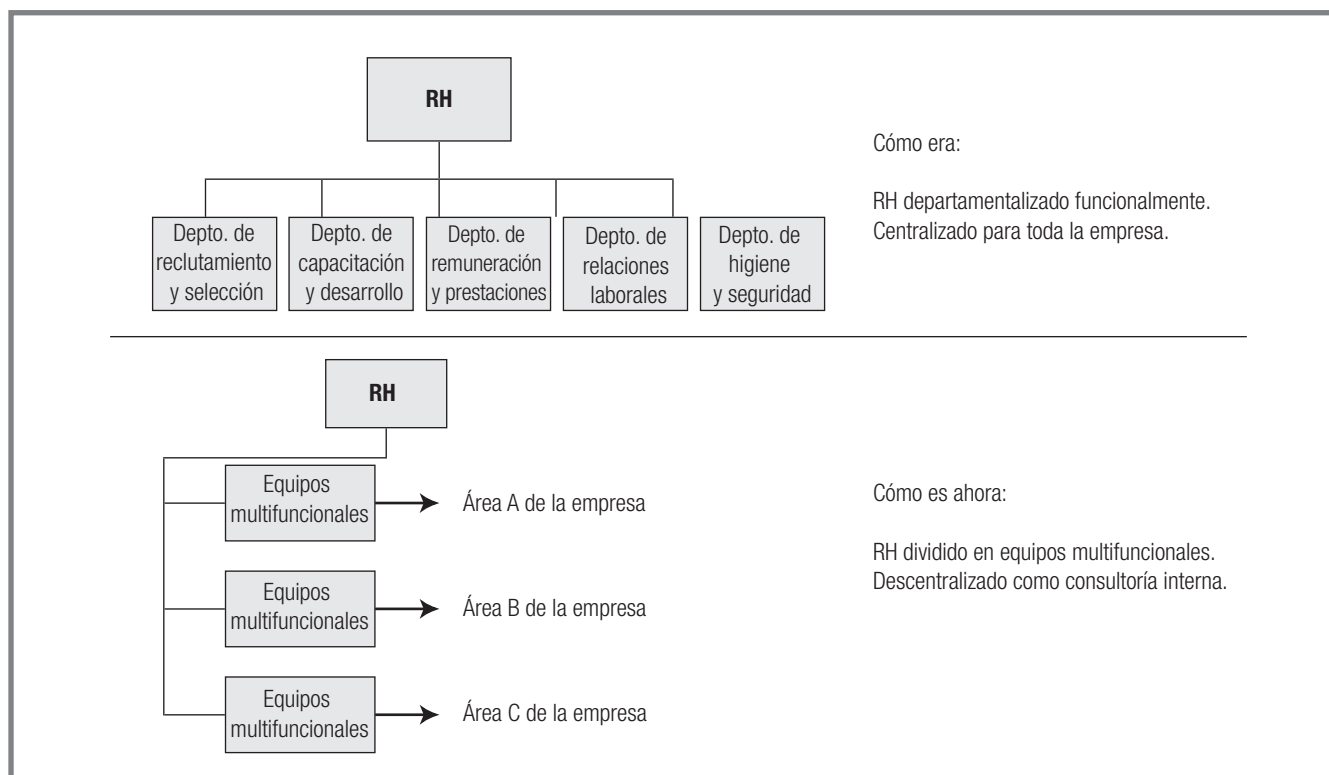 RH
Cómo era:
RH departamentalizado funcionalmente.
Centralizado para toda la empresa.
Depto. de
reclutamiento
y selección
Depto. de
capacitación
y desarrollo
Depto. de
remuneración
y prestaciones
Depto. de
relaciones
laborales
Depto. de
higiene
y seguridad
RH
Equipos
multifuncionales
Área A de la empresa
Equipos
multifuncionales
Área B de la empresa
Equipos
multifuncionales
Área C de la empresa
Cómo es ahora:
RH dividido en equipos multifuncionales.
Descentralizado como consultoría interna.